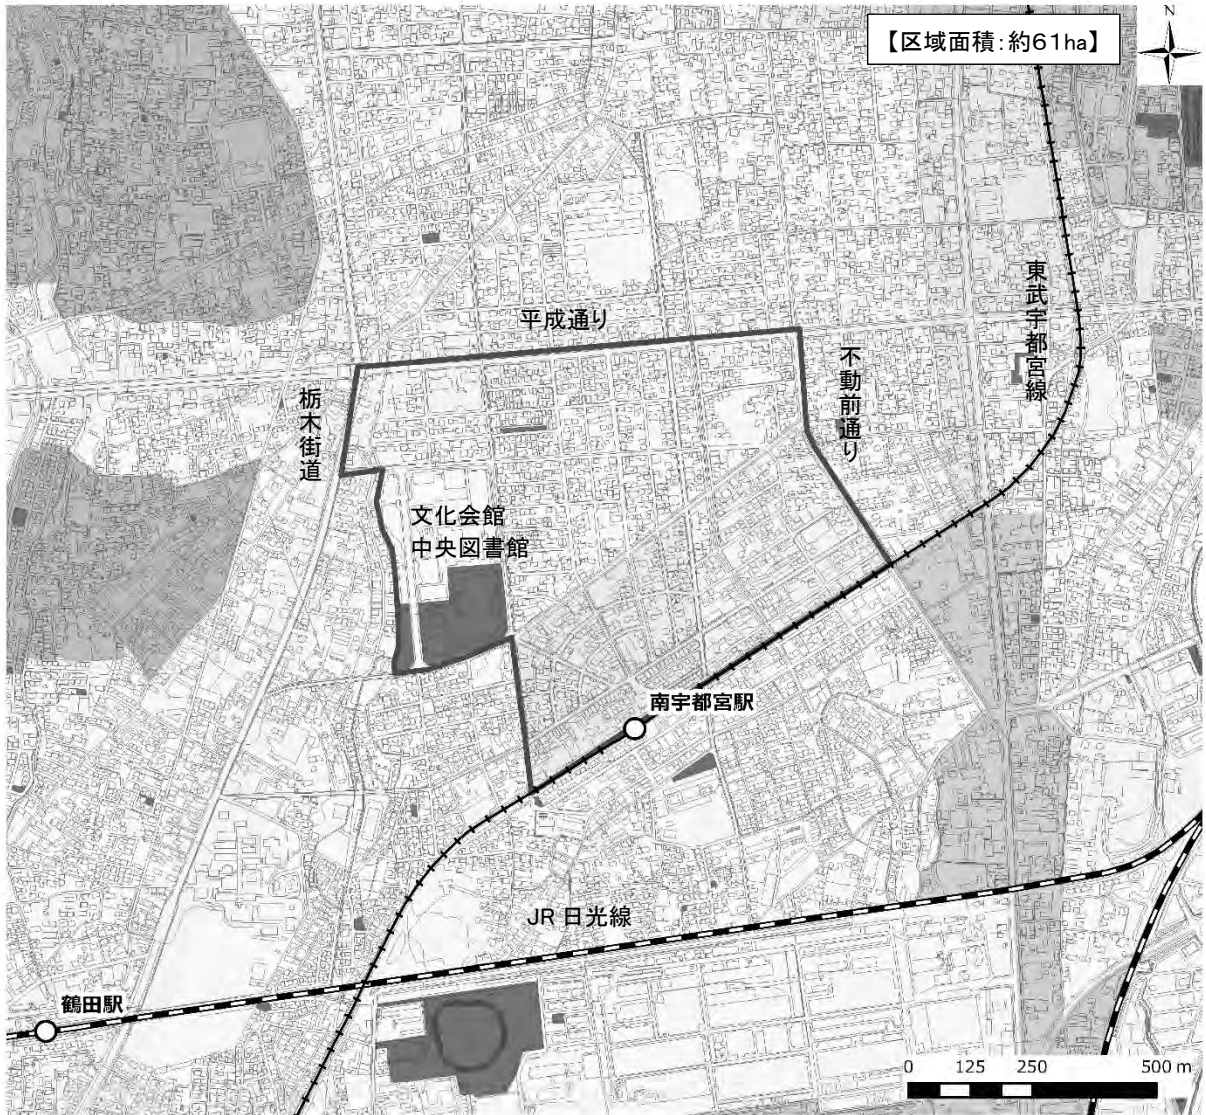 【区域面積:約61ha】
N
東武宇都宮線
平成通り
不動前通り
栃木街道
文化会館
中央図書館
南宇都宮駅
JR日光線
鶴田駅
0 125 250 500 m